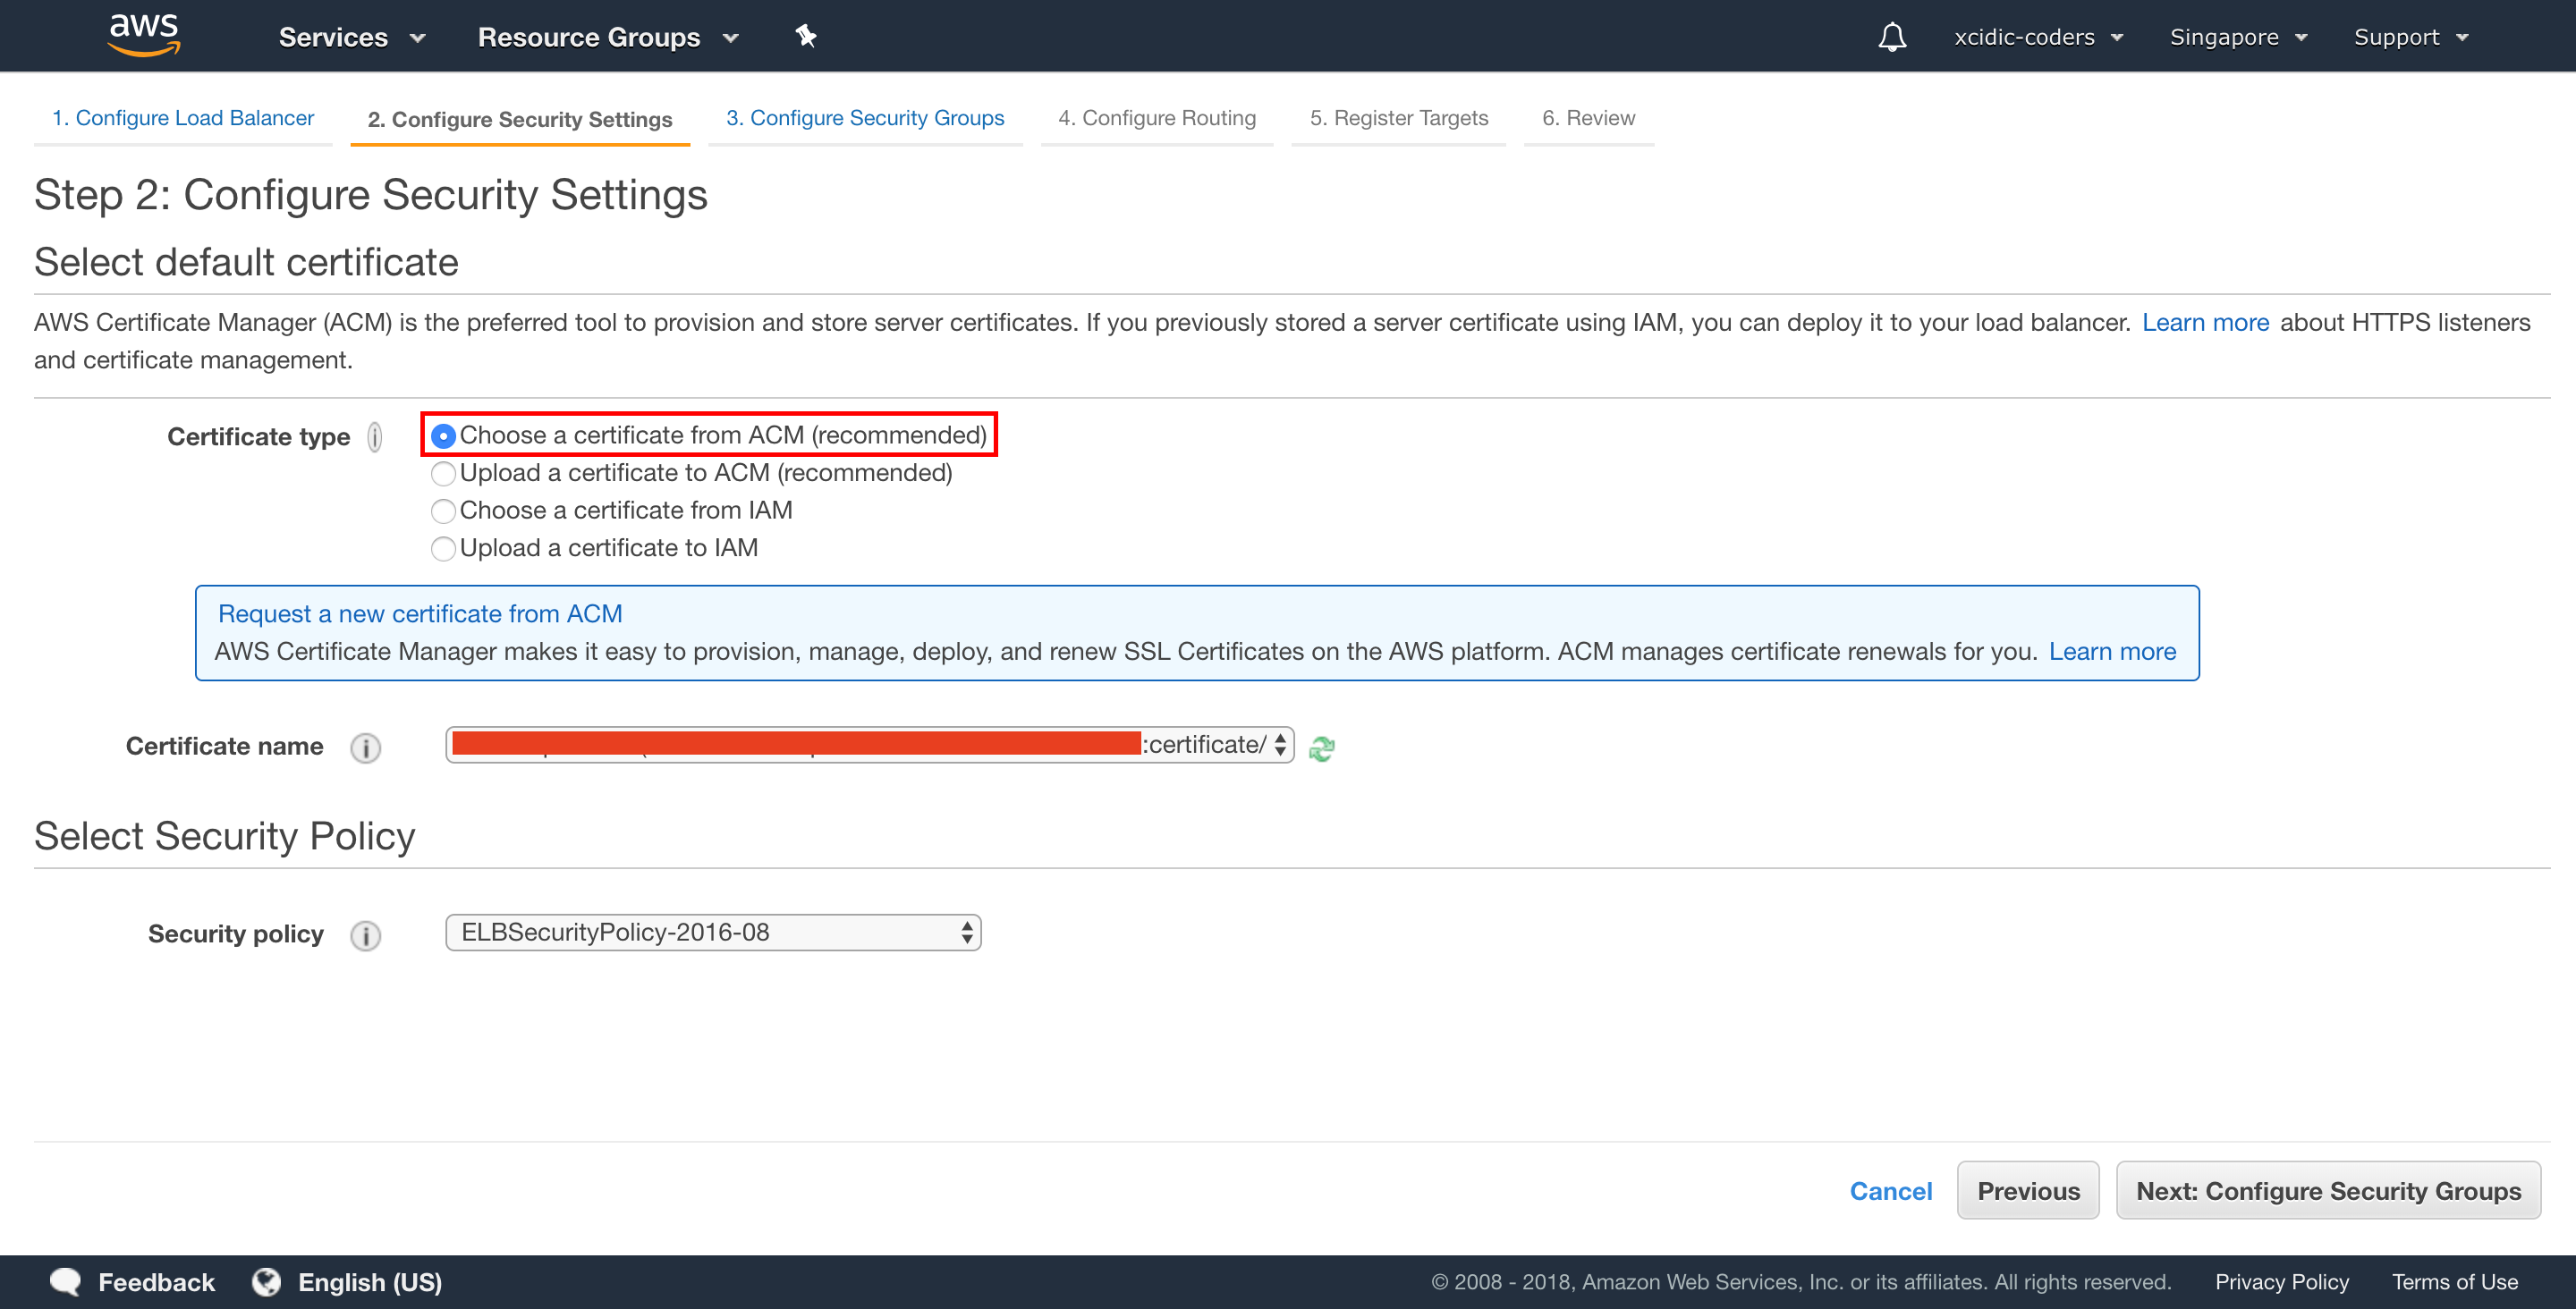 aws
Services
Resource Groups
xcidic-coders
Singapore
Support
1. Configure Load Balancer
2. Configure Security Settings
3. Configure Security Groups
4. Configure Routing
5. Register Targets
6. Review
Step 2: Configure Security Settings
Select default certificate
AWS Certificate Manager (ACM) is the preferred tool to provision and store server certificates. If you previously stored a server certificate using IAM, you can deploy it to your load balancer. Learn more about HTTPS listeners
and certificate management.
Certificate type
Choose a certificate from ACM (recommended)
Upload a certificate to ACM (recommended)
Choose a certificate from IAM
Upload a certificate to IAM
Request a new certificate from ACM
AWS Certificate Manager makes it easy to provision, manage, deploy, and renew SSL Certificates on the AWS platform. ACM manages certificate renewals for you. Learn more
Certificate name
:certificate/
Select Security Policy
Security policy
ELBSecurityPolicy-2016-08
Cancel
Previous
Next: Configure Security Groups
Feedback
English (US)
© 2008 - 2018, Amazon Web Services, Inc. or its affiliates. All rights reserved.
Privacy Policy
Terms of Use